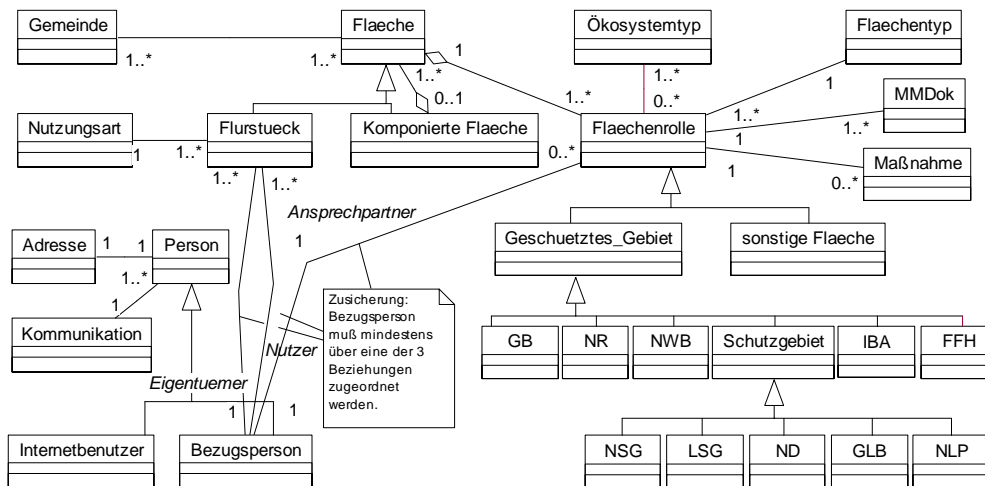 Gemeinde
Flaeche
Ökosystemtyp
Flaechentyp
1..*
1..*
1
1..*
0..1
1..*
1..*
0..*
1
1..*
MMDok
1..*
1
Nutzungsart
1
1..*
Flurstueck
Komponierte Flaeche
Flaechenrolle
0..*
1..*
1..*
Maßnahme
1
0..*
Ansprechpartner
1
Geschuetztes_Gebiet
sonstige Flaeche
Adresse
1
1
Person
1..*
1
Kommunikation
Zusicherung:
Bezugsperson
muß mindestens
über eine der 3
Beziehungen
zugeordnet
werden.
Nutzer
Eigentuemer
GB
NR
NWB
Schutzgebiet
IBA
FFH
1
1
Internetbenutzer
Bezugsperson
NSG
LSG
ND
GLB
NLP